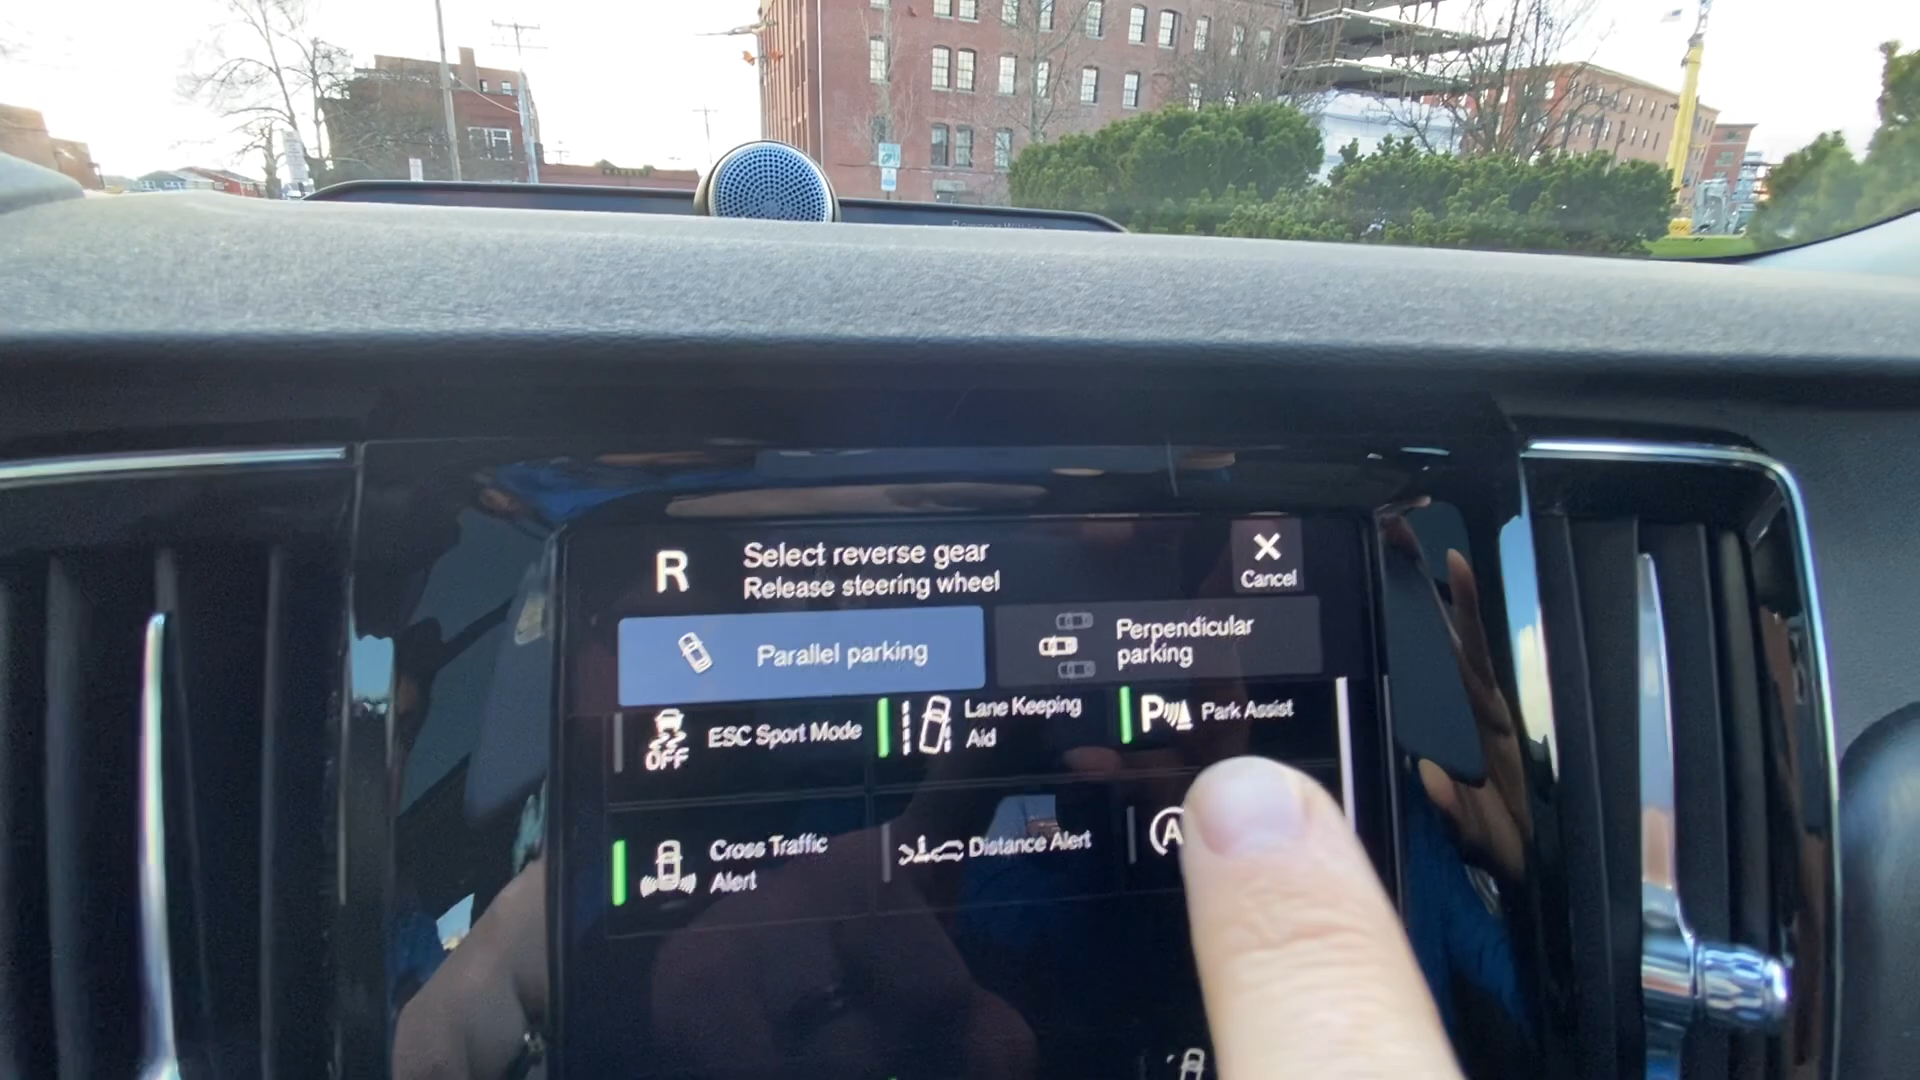 R
Select reverse gear
Release steering wheel
Cancel
Parallel parking
Perpendicular
parking
OFF
ESC Sport Mode
Lane Keeping
Aid
P
Park Assist
Cross Traffic
Alert
Distance Alert
A